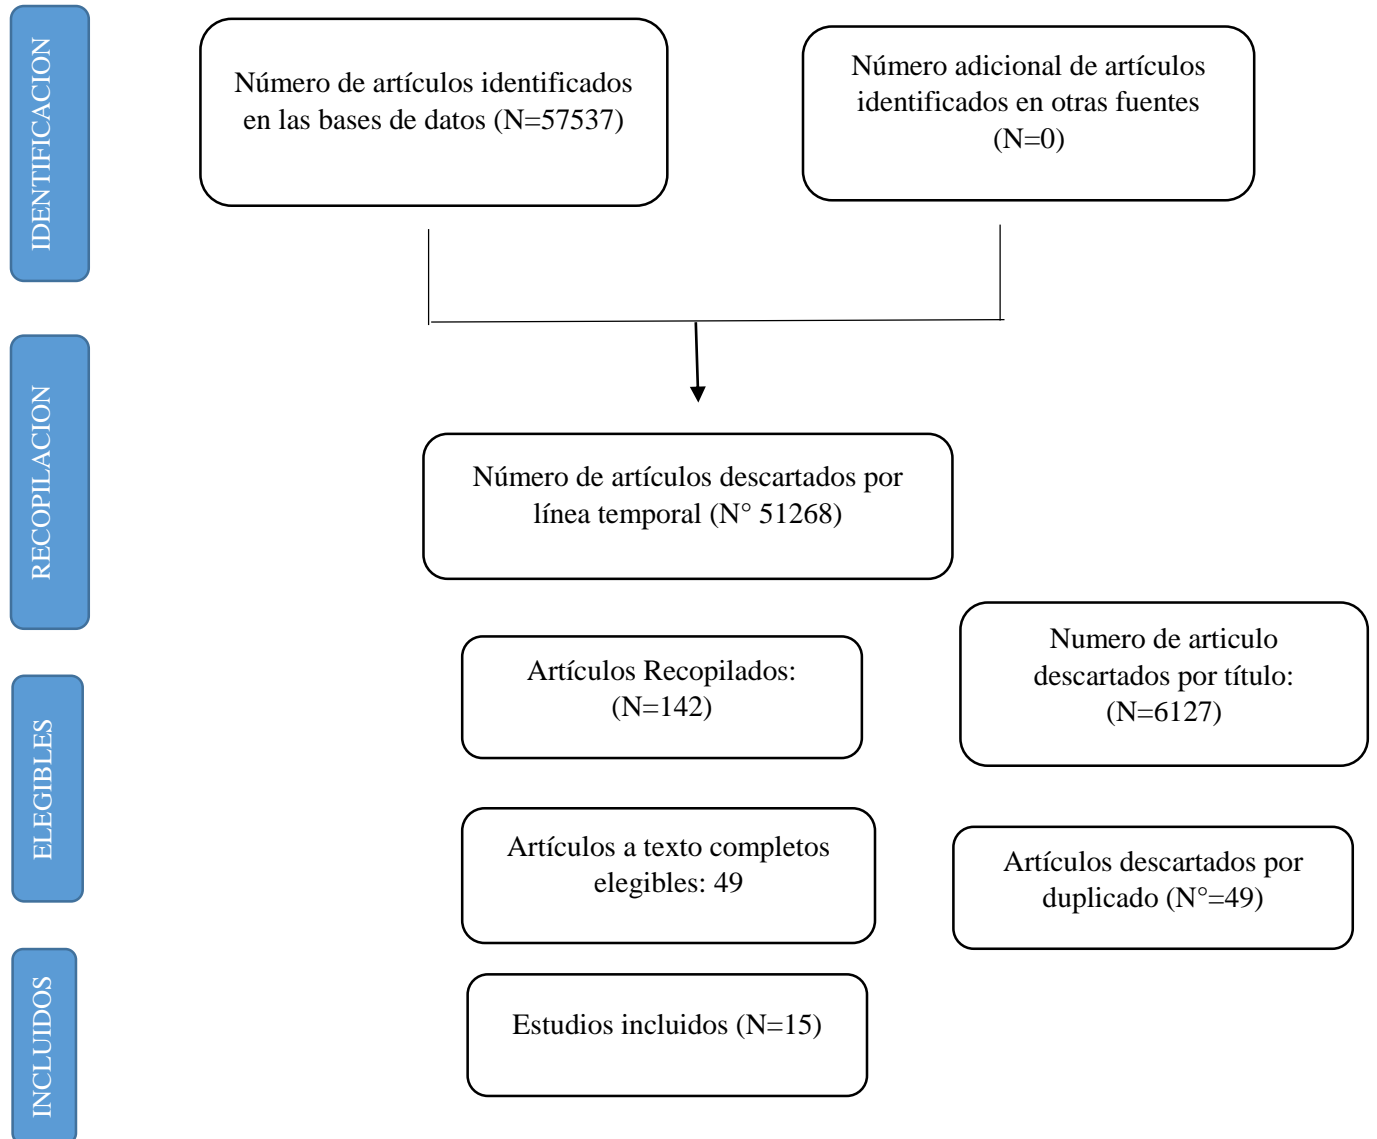 IDENTIFICACION
Número de artículos identificados
en las bases de datos (N=57537)
Número adicional de artículos
identificados en otras fuentes
(N=0)
RECOPILACION
Número de artículos descartados por
línea temporal (N° 51268)
Artículos Recopilados:
(N=142)
Numero de articulo
descartados por título:
(N=6127)
ELEGIBLES
Artículos a texto completos
elegibles: 49
Artículos descartados por
duplicado (N°=49)
INCLUIDOS
Estudios incluidos (N=15)